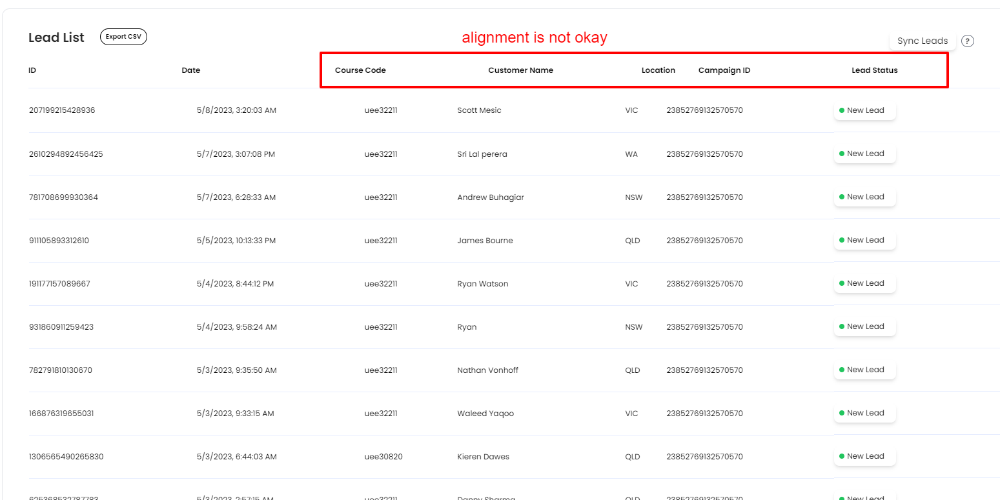 alignment is not okay
Lead List Export CSV Sync Leads ?
ID Date Course Code Customer Name Location Campaign ID Lead Status
207199215428936 5/8/2023, 3:20:03 AM uee32211 Scott Mesic VIC 23852769132570570 New Lead
2610294892456425 5/7/2023, 3:07:08 PM uee32211 Sri Lal perera WA 23852769132570570 New Lead
781708699930364 5/7/2023, 6:28:33 AM uee32211 Andrew Buhagiar NSW 23852769132570570 New Lead
911105893312610 5/5/2023, 10:13:33 PM uee32211 James Bourne QLD 23852769132570570 New Lead
191177157089667 5/4/2023, 8:44:12 PM uee32211 Ryan Watson VIC 23852769132570570 New Lead
931860911259423 5/4/2023, 9:58:24 AM uee32211 Ryan NSW 23852769132570570 New Lead
782791810130670 5/3/2023, 9:35:50 AM uee32211 Nathan Vonhoff QLD 23852769132570570 New Lead
166876319655031 5/3/2023, 9:33:15 AM uee32211 Waleed Yaqoo VIC 23852769132570570 New Lead
1306565490265830 5/3/2023, 6:44:03 AM uee30820 Kieren Dawes QLD 23852769132570570 New Lead
625368532787783 5/3/2023, 2:57:15 AM uee32211 Danny Sharma QLD 23852769132570570 New Lead